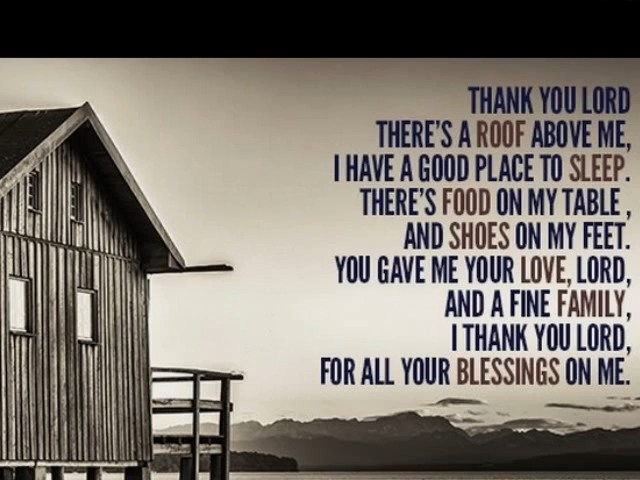 THANK YOU LORD
THERE'S A ROOF ABOVE ME,
I HAVE A GOOD PLACE TO SLEEP.
THERE'S FOOD ON MY TABLE ,
AND SHOES ON MY FEET.
YOU GAVE ME YOUR LOVE, LORD,
AND A FINE FAMILY,
I THANK YOU LORD,
FOR ALL YOUR BLESSINGS ON ME.